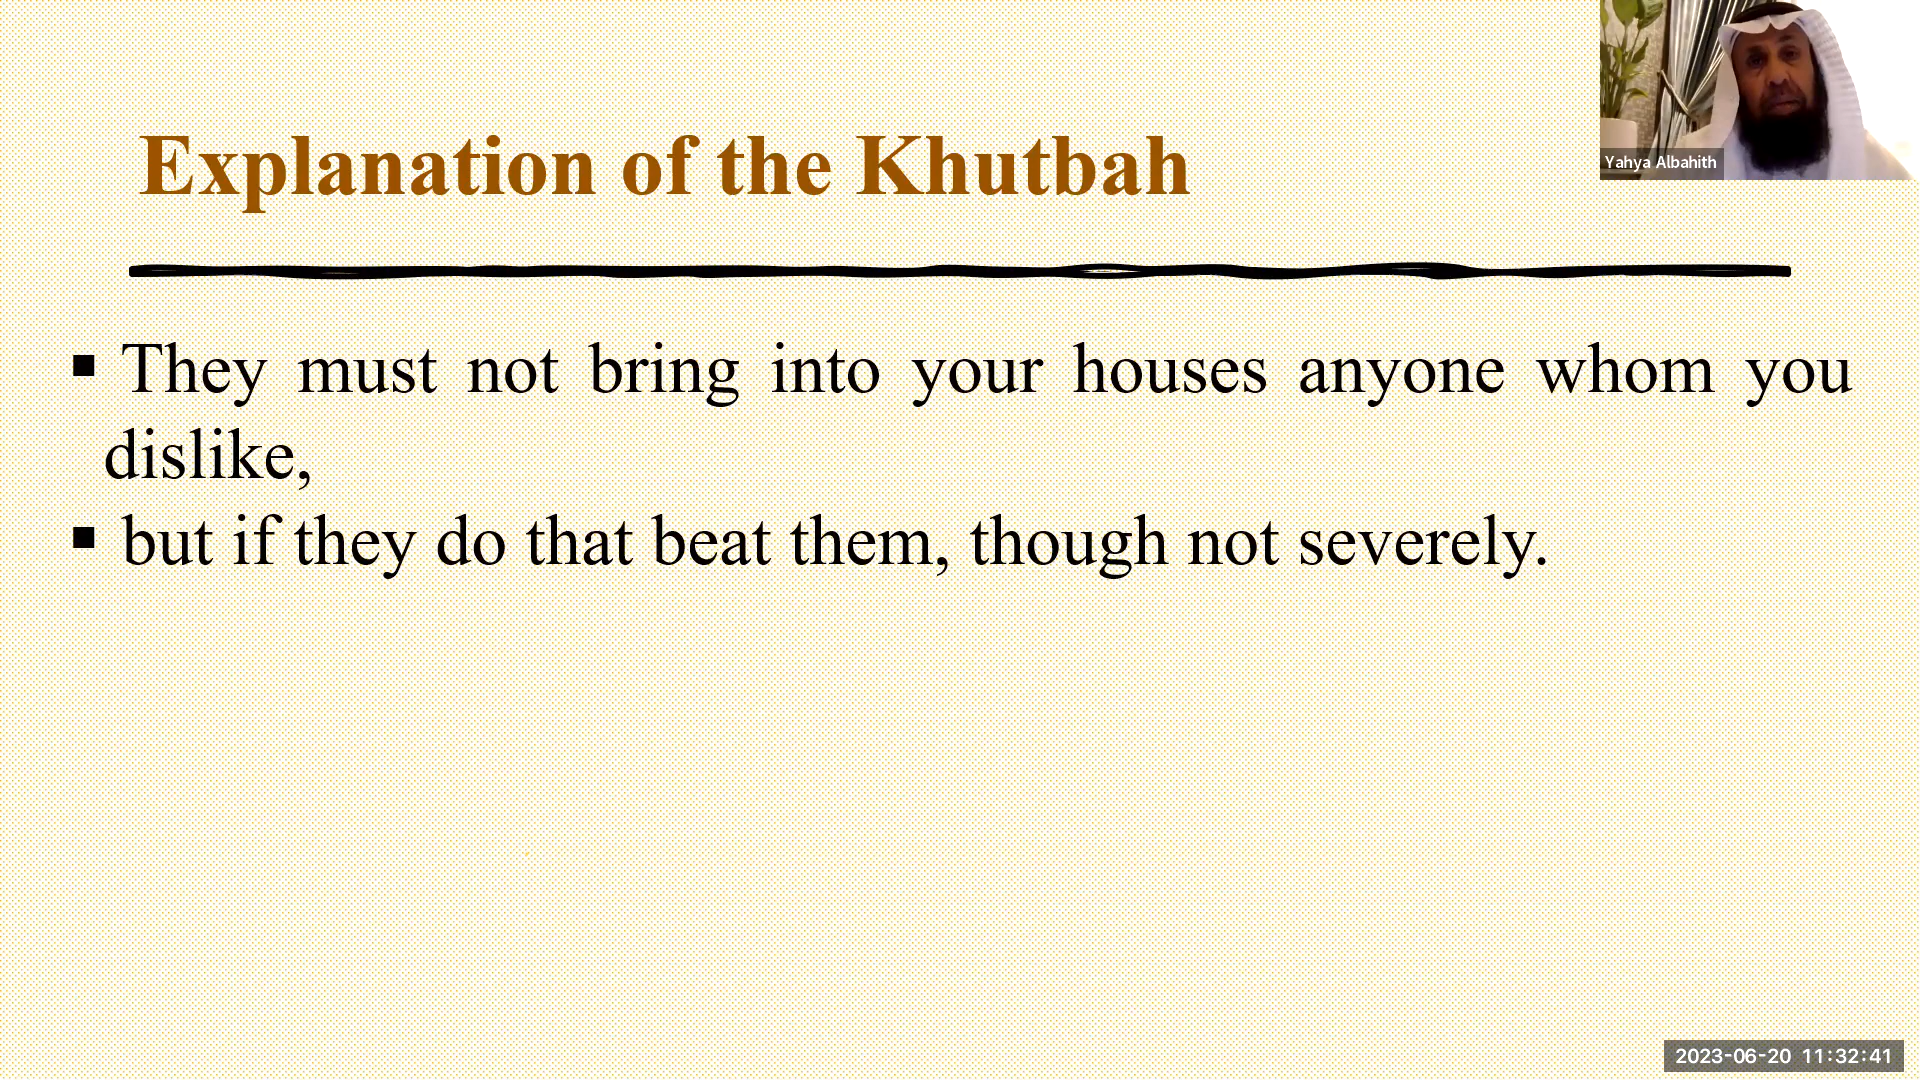 Yahya Albahith
Explanation of the Khutbah
▪ They must not bring into your houses anyone whom you
dislike,
▪ but if they do that beat them, though not severely.
2023-06-20 11:32:41